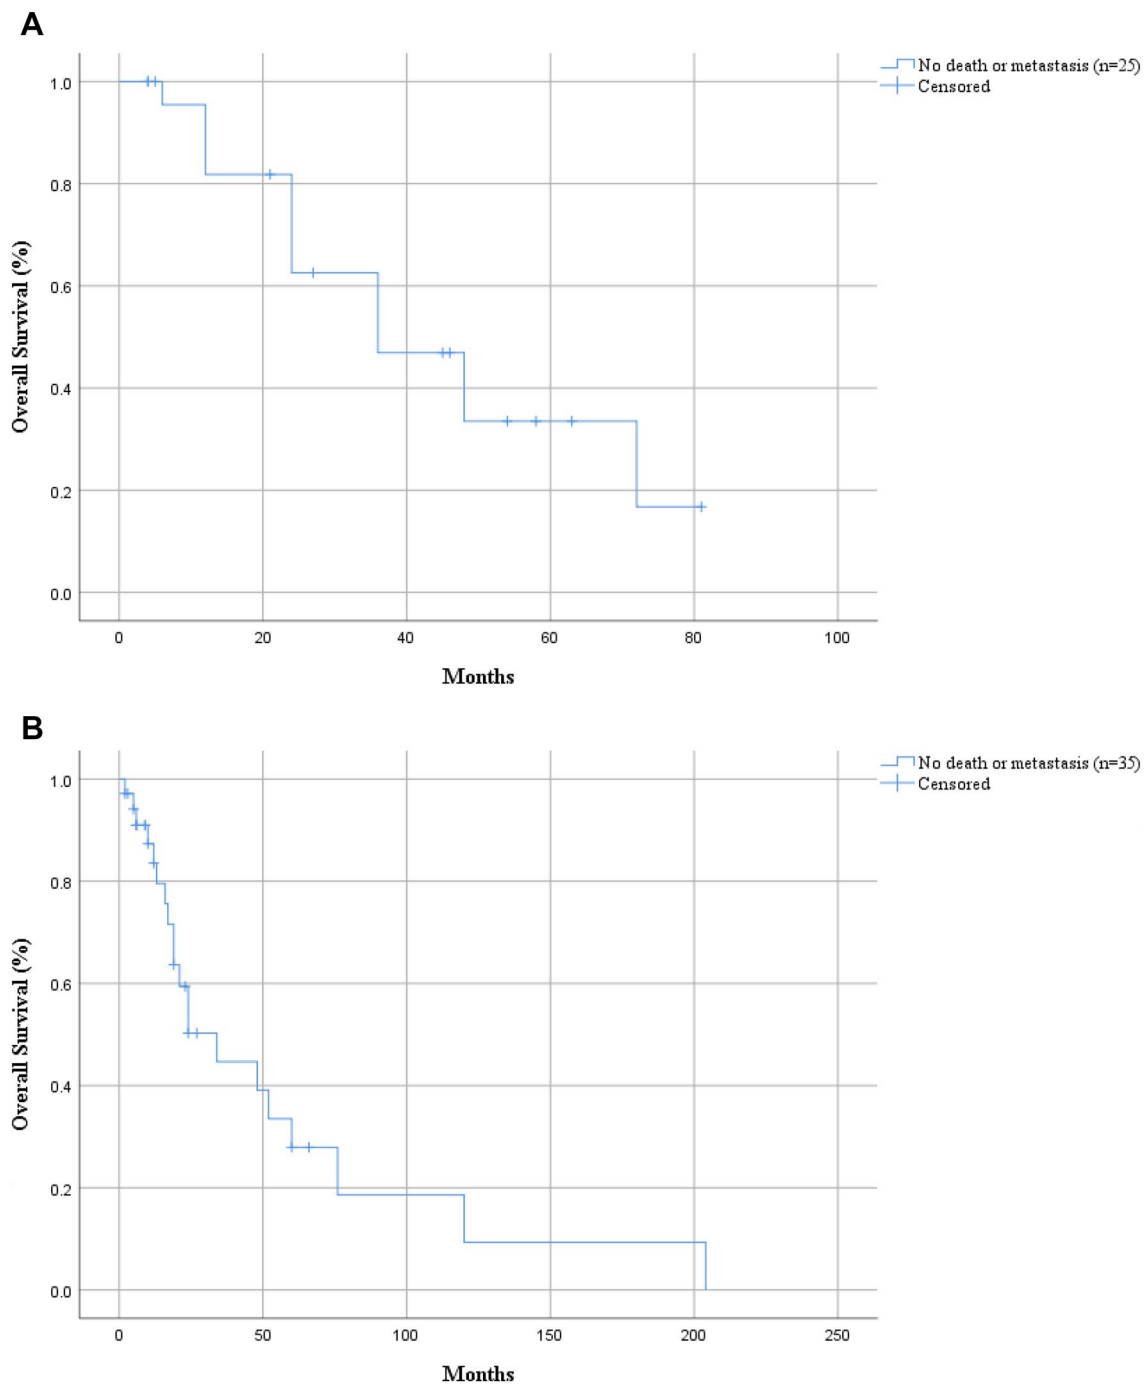 A
No death or metastasis (n=25)
Censored
1.0
0.8
0.6
0.4
0.2
0.0
Overall Survival (%)
0 20 40 60 80 100
Months
B
No death or metastasis (n=35)
Censored
1.0
0.8
0.6
0.4
0.2
0.0
Overall Survival (%)
0 50 100 150 200 250
Months